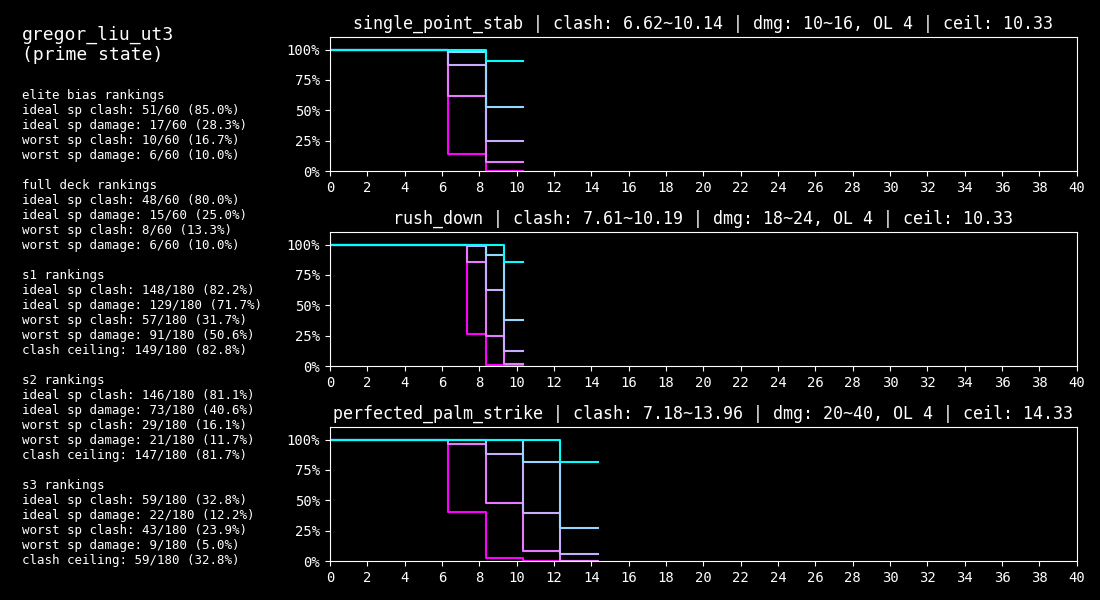 gregor_liu_ut3
(prime state)
elite bias rankings
ideal sp clash: 51/60 (85.0%)
ideal sp damage: 17/60 (28.3%)
worst sp clash: 10/60 (16.7%)
worst sp damage: 6/60 (10.0%)
full deck rankings
ideal sp clash: 48/60 (80.0%)
ideal sp damage: 15/60 (25.0%)
worst sp clash: 8/60 (13.3%)
worst sp damage: 6/60 (10.0%)
s1 rankings
ideal sp clash: 148/180 (82.2%)
ideal sp damage: 129/180 (71.7%)
worst sp clash: 57/180 (31.7%)
worst sp damage: 91/180 (50.6%)
clash ceiling: 149/180 (82.8%)
s2 rankings
ideal sp clash: 146/180 (81.1%)
ideal sp damage: 73/180 (40.6%)
worst sp clash: 29/180 (16.1%)
worst sp damage: 21/180 (11.7%)
clash ceiling: 147/180 (81.7%)
s3 rankings
ideal sp clash: 59/180 (32.8%)
ideal sp damage: 22/180 (12.2%)
worst sp clash: 43/180 (23.9%)
worst sp damage: 9/180 (5.0%)
clash ceiling: 59/180 (32.8%)
single_point_stab | clash: 6.62~10.14 | dmg: 10~16, OL 4 | ceil: 10.33
100%
75%
50%
25%
0%
0 2 4 6 8 10 12 14 16 18 20 22 24 26 28 30 32 34 36 38 40
rush_down | clash: 7.61~10.19 | dmg: 18~24, OL 4 | ceil: 10.33
100%
75%
50%
25%
0%
0 2 4 6 8 10 12 14 16 18 20 22 24 26 28 30 32 34 36 38 40
perfected_palm_strike | clash: 7.18~13.96 | dmg: 20~40, OL 4 | ceil: 14.33
100%
75%
50%
25%
0%
0 2 4 6 8 10 12 14 16 18 20 22 24 26 28 30 32 34 36 38 40